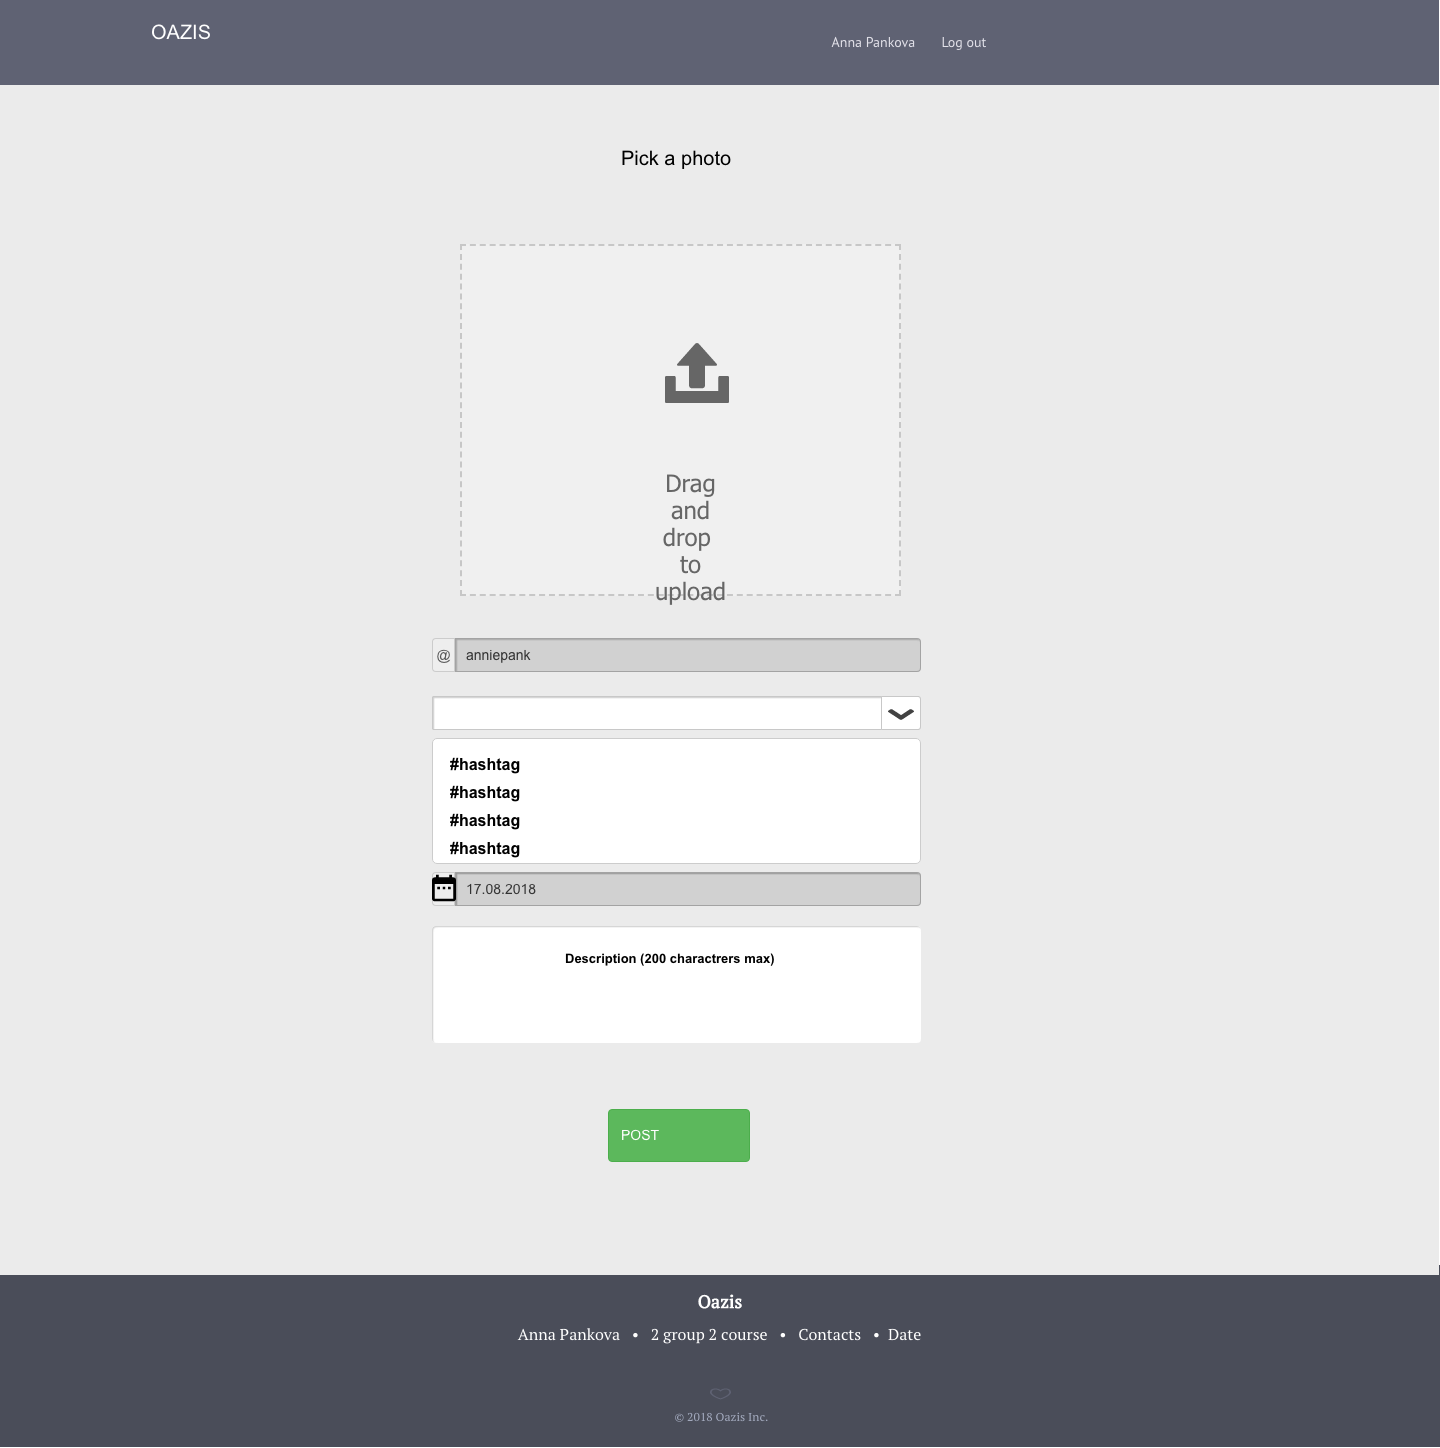 OAZIS
Anna Pankova Log out
Pick a photo
Drag
and
drop
to
upload
@ anniepank
#hashtag
#hashtag
#hashtag
#hashtag
17.08.2018
Description (200 charactrers max)
POST
Oazis
Anna Pankova • 2 group 2 course • Contacts • Date
© 2018 Oazis Inc.